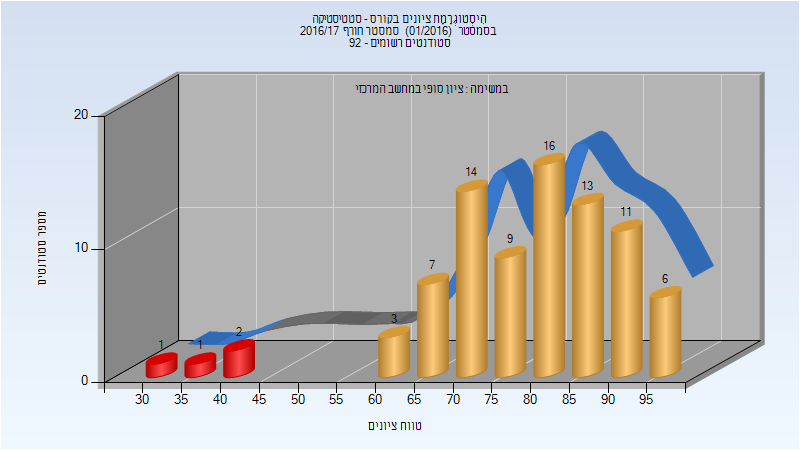 היסטוגרמת ציונים בקורס - סטטיסטיקה
בסמסטר (01/2016) סמסטר חורף 2016/17
סטודנטים רשומים - 92
במשימה : ציון סופי במחשב המרכזי
מספר סטודנטים
20
10
0
1
1
2
3
7
14
9
16
13
11
6
30 35 40 45 50 55 60 65 70 75 80 85 90 95
טווח ציונים